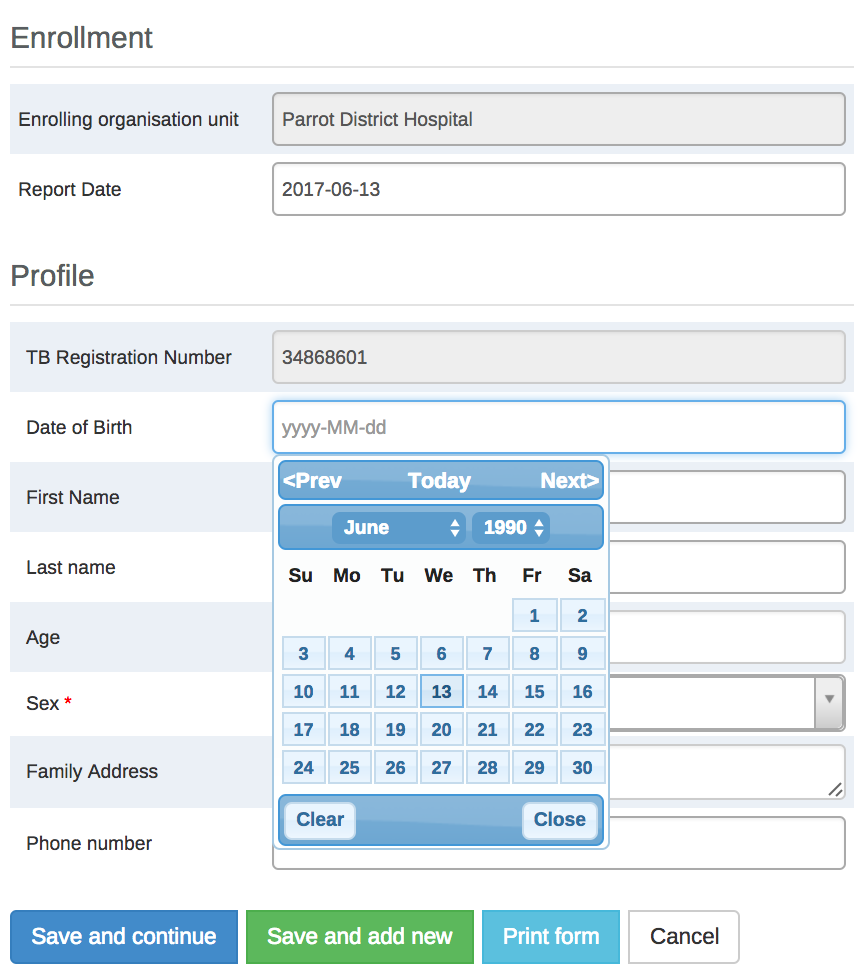 Enrollment
Enrolling organisation unit Parrot District Hospital
Report Date 2017-06-13
Profile
TB Registration Number 34868601
Date of Birth yyyy-MM-dd
<Prev Today Next>
June 1990
Su Mo Tu We Th Fr Sa
1 2
3 4 5 6 7 8 9
10 11 12 13 14 15 16
17 18 19 20 21 22 23
24 25 26 27 28 29 30
Clear Close
First Name
Last name
Age
Sex *
Family Address
Phone number
Save and continue Save and add new Print form Cancel